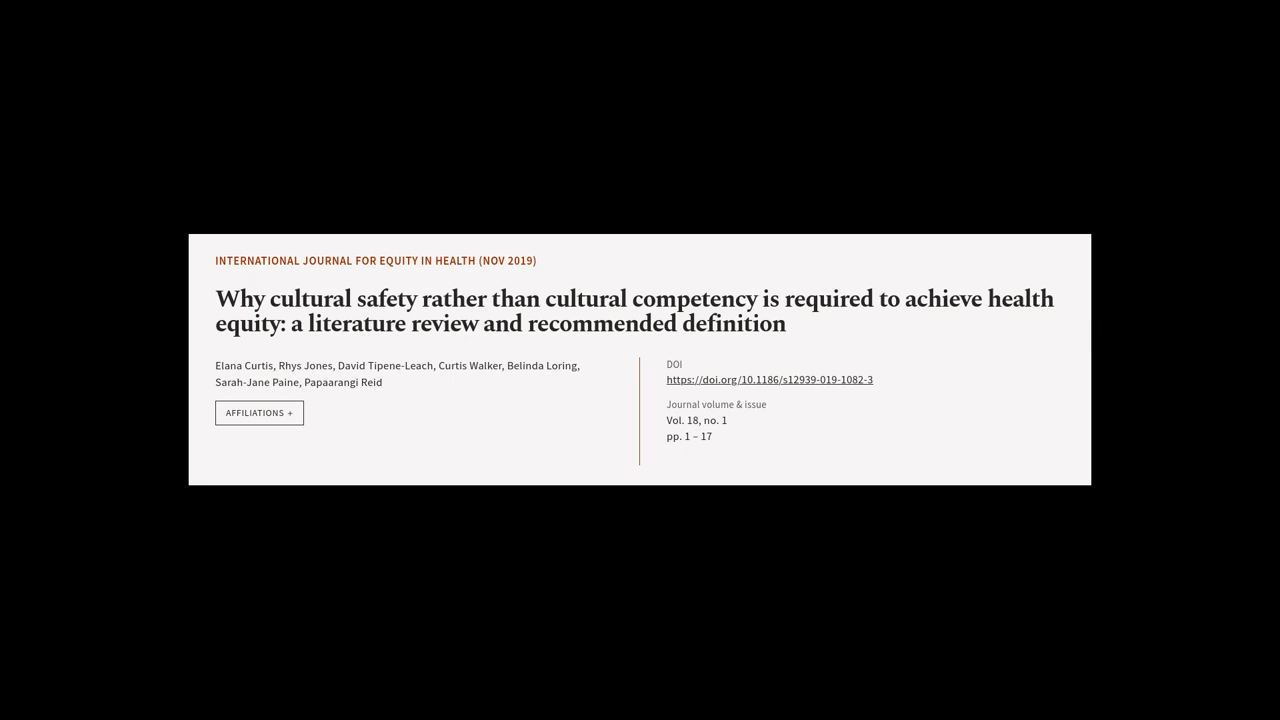 INTERNATIONAL JOURNAL FOR EQUITY IN HEALTH (NOV 2019)
Why cultural safety rather than cultural competency is required to achieve health
equity: a literature review and recommended definition
Elana Curtis, Rhys Jones, David Tipene-Leach, Curtis Walker, Belinda Loring,
Sarah-Jane Paine, Papaarangi Reid
AFFILIATIONS +
DOI
https://doi.org/10.1186/s12939-019-1082-3
Journal volume & issue
Vol. 18, no. 1
pp. 1 – 17